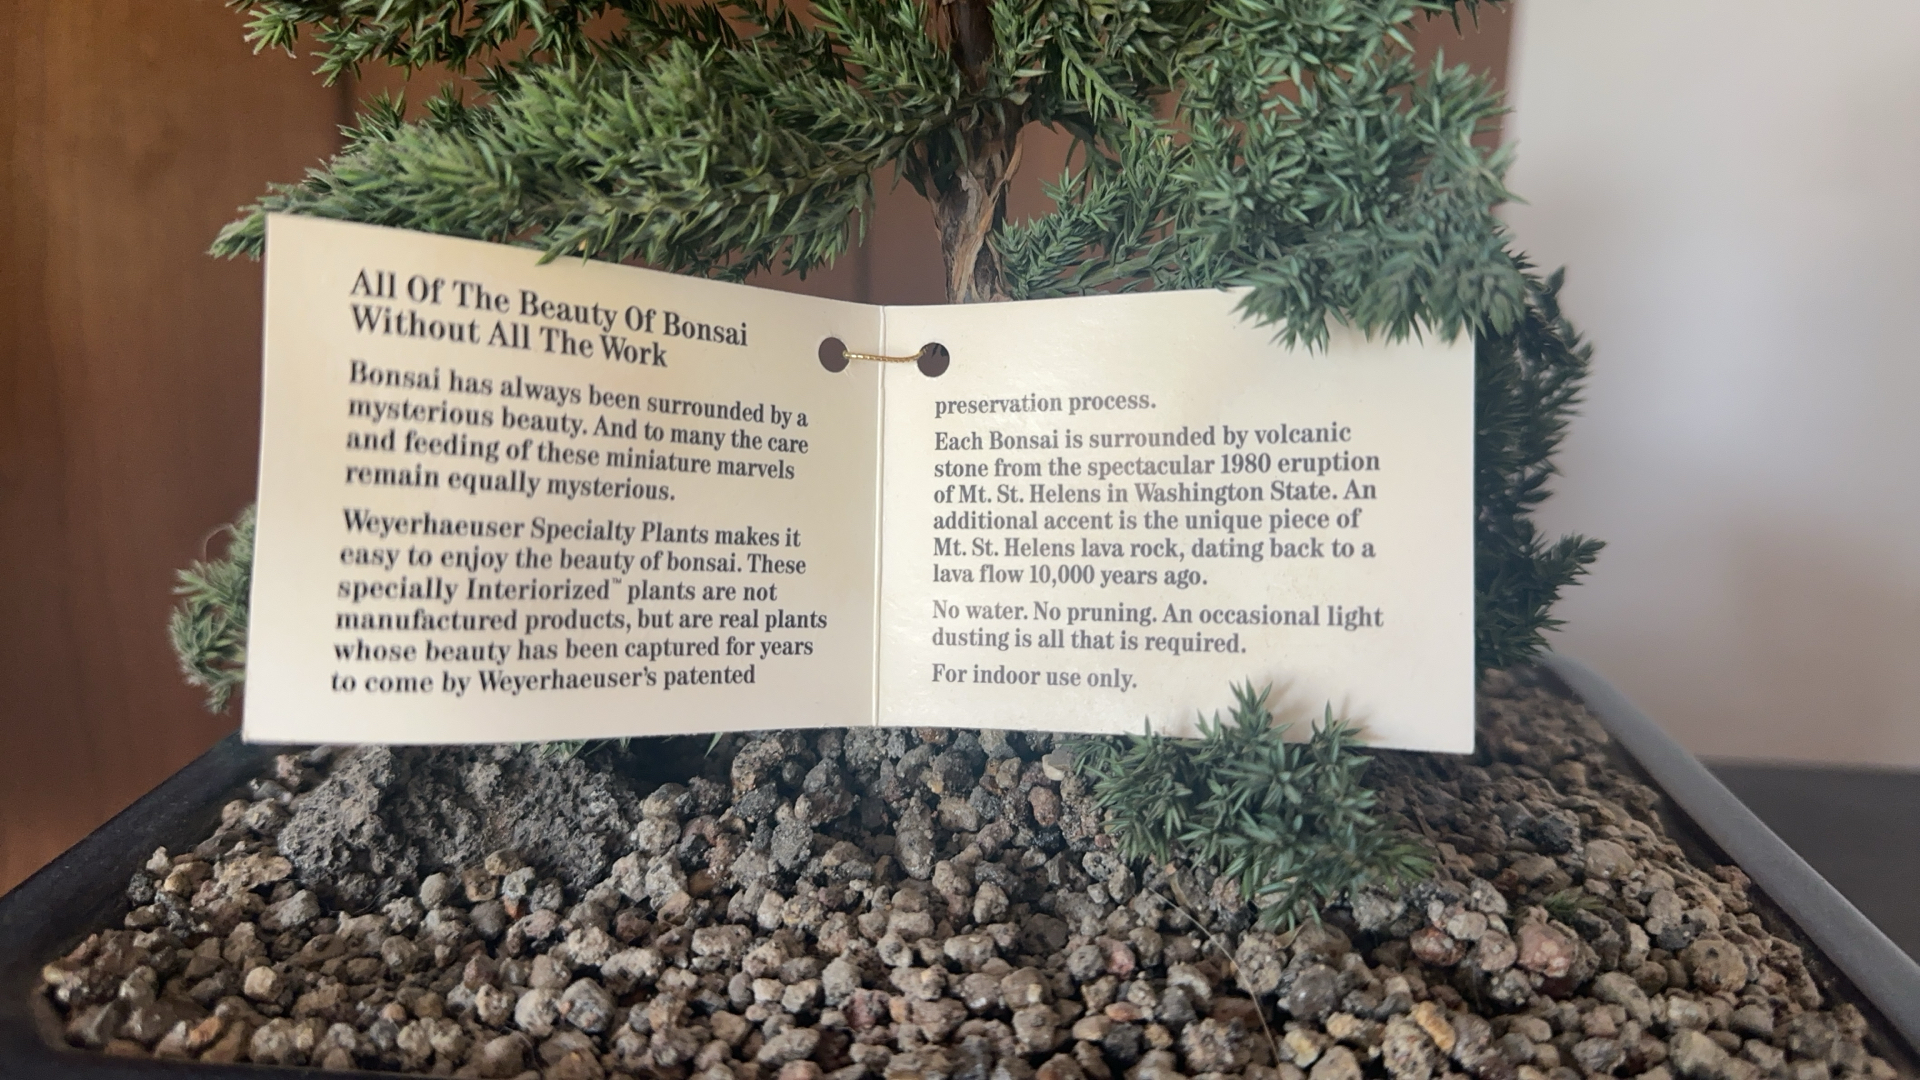 All Of The Beauty Of Bonsai
Without All The Work
Bonsai has always been surrounded by a
mysterious beauty. And to many the care
and feeding of these miniature marvels
remain equally mysterious.
Weyerhaeuser Specialty Plants makes it
easy to enjoy the beauty of bonsai. These
specially Interiorized™ plants are not
manufactured products, but are real plants
whose beauty has been captured for years
to come by Weyerhaeuser's patented
preservation process.
Each Bonsai is surrounded by volcanic
stone from the spectacular 1980 eruption
of Mt. St. Helens in Washington State. An
additional accent is the unique piece of
Mt. St. Helens lava rock, dating back to a
lava flow 10,000 years ago.
No water. No pruning. An occasional light
dusting is all that is required.
For indoor use only.